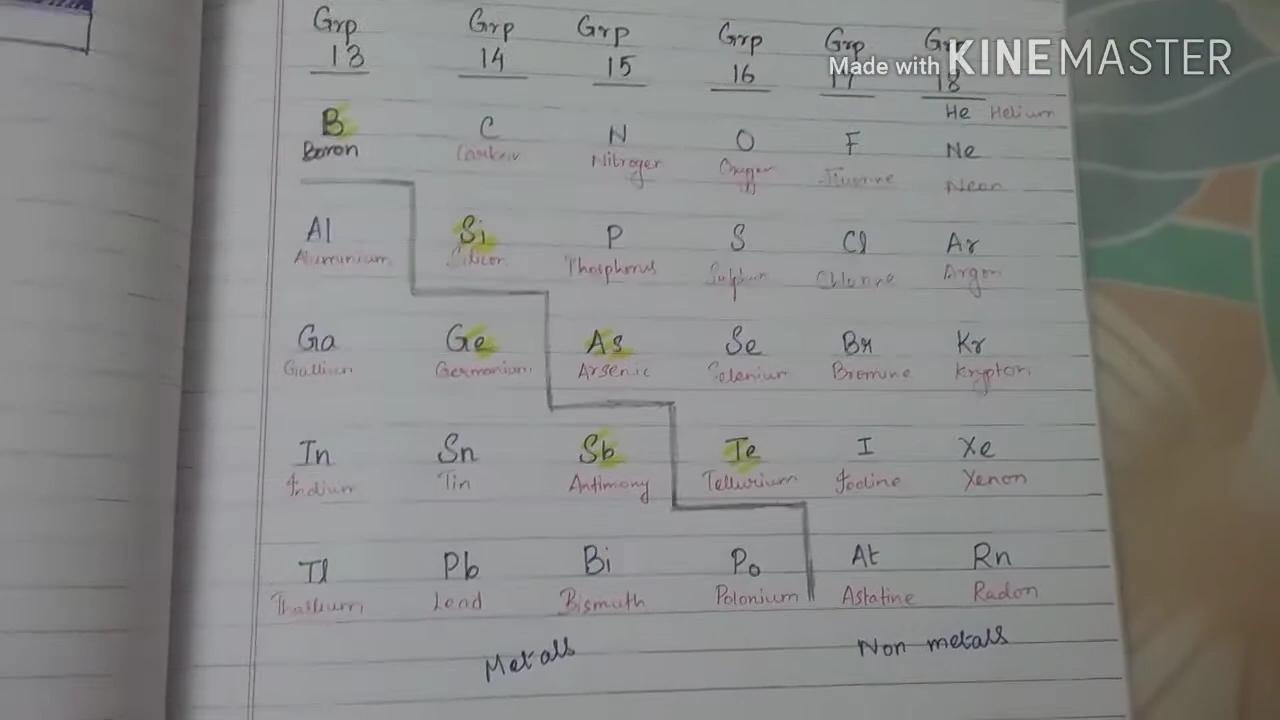 Grp Grp Grp Grp Grp
13 14 15 16 17 18
Made with KINEMASTER
He Helium
B C N O F Ne
Boron Carbon Nitrogen Oxygen Fluorine Neon
Al Si P S Cl Ar
Aluminium Silicon Phosphorus Sulphur Chlorine Argon
Ga Ge As Se Br Kr
Gallium Germanium Arsenic Selenium Bromine Krypton
In Sn Sb Te I Xe
Indium Tin Antimony Tellurium Iodine Xenon
Tl Pb Bi Po At Rn
Thallium Lead Bismuth Polonium Astatine Radon
Metals Non metals